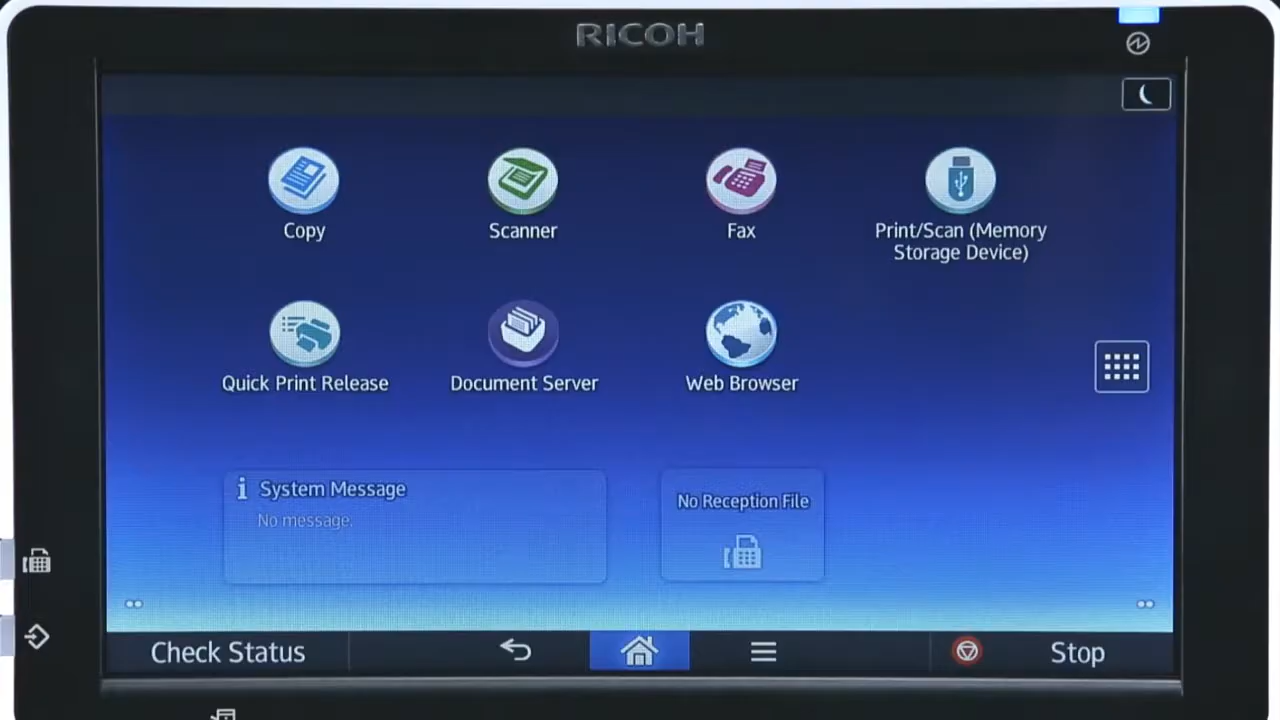 RICOH
Copy
Scanner
Fax
Print/Scan (Memory
Storage Device)
Quick Print Release
Document Server
Web Browser
System Message
No message.
No Reception File
Check Status
Stop